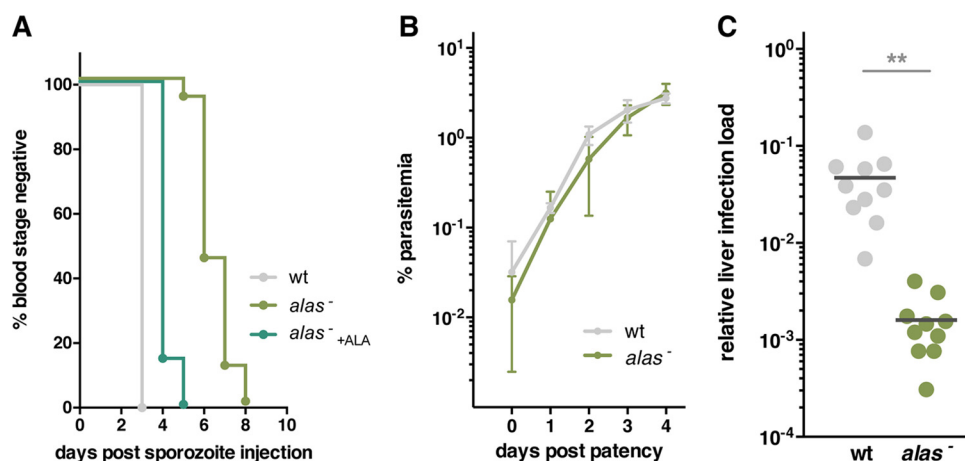 A
% blood stage negative
100
80
60
40
20
0
0 2 4 6 8 10
days post sporozoite injection
wt
alas -
alas - +ALA
B
% parasitemia
10¹
10⁰
10⁻¹
10⁻²
0 1 2 3 4
days post patency
wt
alas -
C
relative liver infection load
10⁰
10⁻¹
10⁻²
10⁻³
10⁻⁴
**
wt alas -